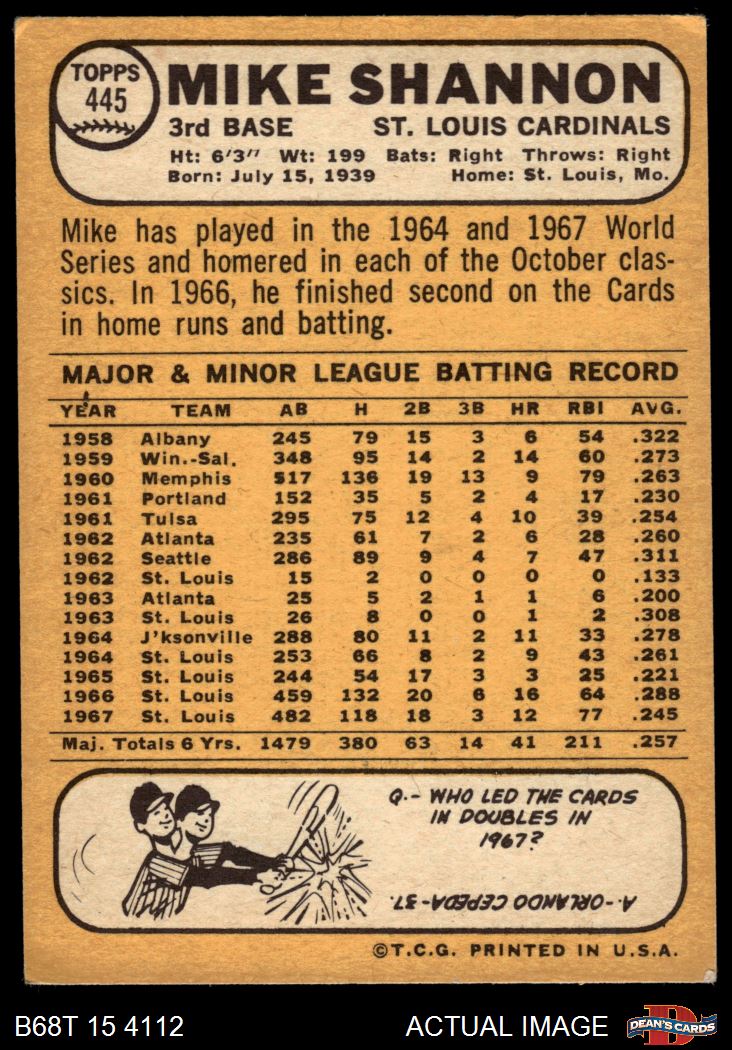 TOPPS
445
MIKE SHANNON
3rd BASE ST. LOUIS CARDINALS
Ht: 6'3" Wt: 199 Bats: Right Throws: Right
Born: July 15, 1939 Home: St. Louis, Mo.
Mike has played in the 1964 and 1967 World
Series and homered in each of the October clas-
sics. In 1966, he finished second on the Cards
in home runs and batting.
MAJOR & MINOR LEAGUE BATTING RECORD
YEAR TEAM AB H 2B 3B HR RBI AVG.
1958 Albany 245 79 15 3 6 54 .322
1959 Win.-Sal. 348 95 14 2 14 60 .273
1960 Memphis 517 136 19 13 9 79 .263
1961 Portland 152 35 5 2 4 17 .230
1961 Tulsa 295 75 12 4 10 39 .254
1962 Atlanta 235 61 7 2 6 28 .260
1962 Seattle 286 89 9 4 7 47 .311
1962 St. Louis 15 2 0 0 0 0 .133
1963 Atlanta 25 5 2 1 1 6 .200
1963 St. Louis 26 8 0 0 1 2 .308
1964 J'ksonville 288 80 11 2 11 33 .278
1964 St. Louis 253 66 8 2 9 43 .261
1965 St. Louis 244 54 17 3 3 25 .221
1966 St. Louis 459 132 20 6 16 64 .288
1967 St. Louis 482 118 18 3 12 77 .245
Maj. Totals 6 Yrs. 1479 380 63 14 41 211 .257
Q.- WHO LED THE CARDS
IN DOUBLES IN
1967?
A.-ORLANDO CEPEDA-37.
©T.C.G. PRINTED IN U.S.A.
B68T 15 4112 ACTUAL IMAGE DEAN'S CARDS